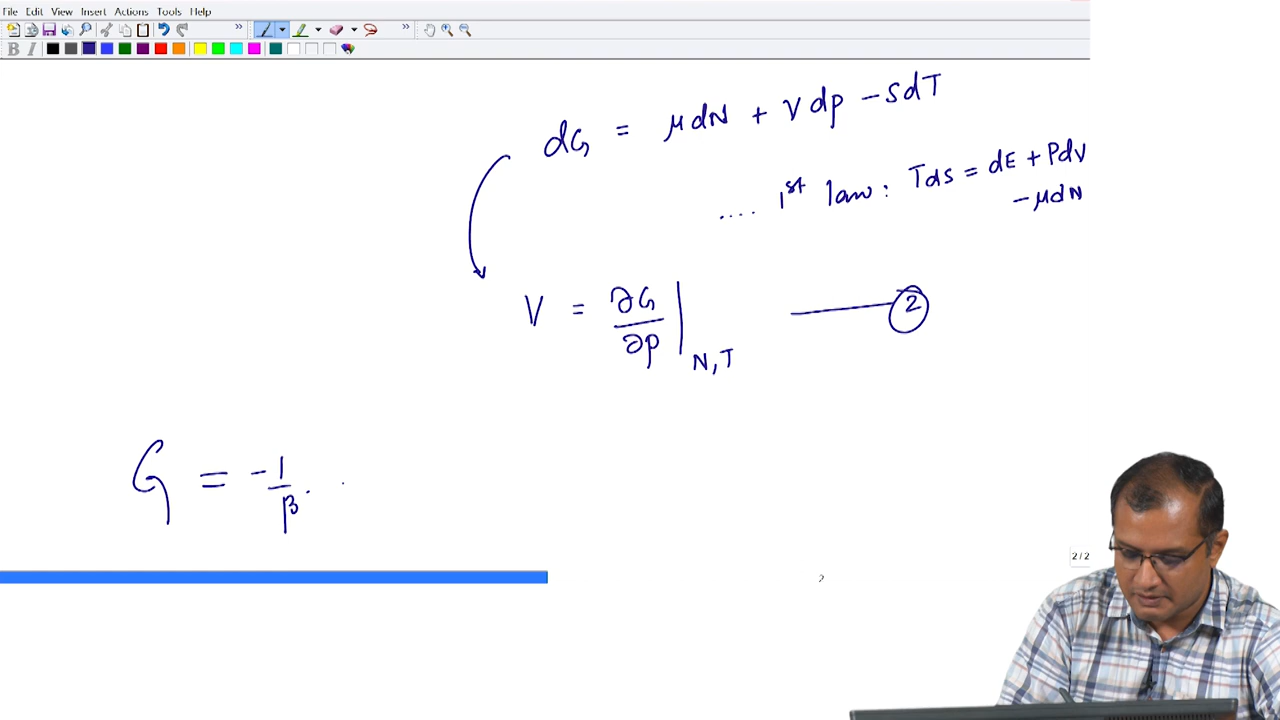 File Edit View Insert Actions Tools Help
» »
B I
dG = μdN + Vdp - SdT
.... 1st law: Tds = dE + PdV
- μdN
V = ∂G/∂p |N,T ——— 2
G = -1/β. .
2 / 2
2